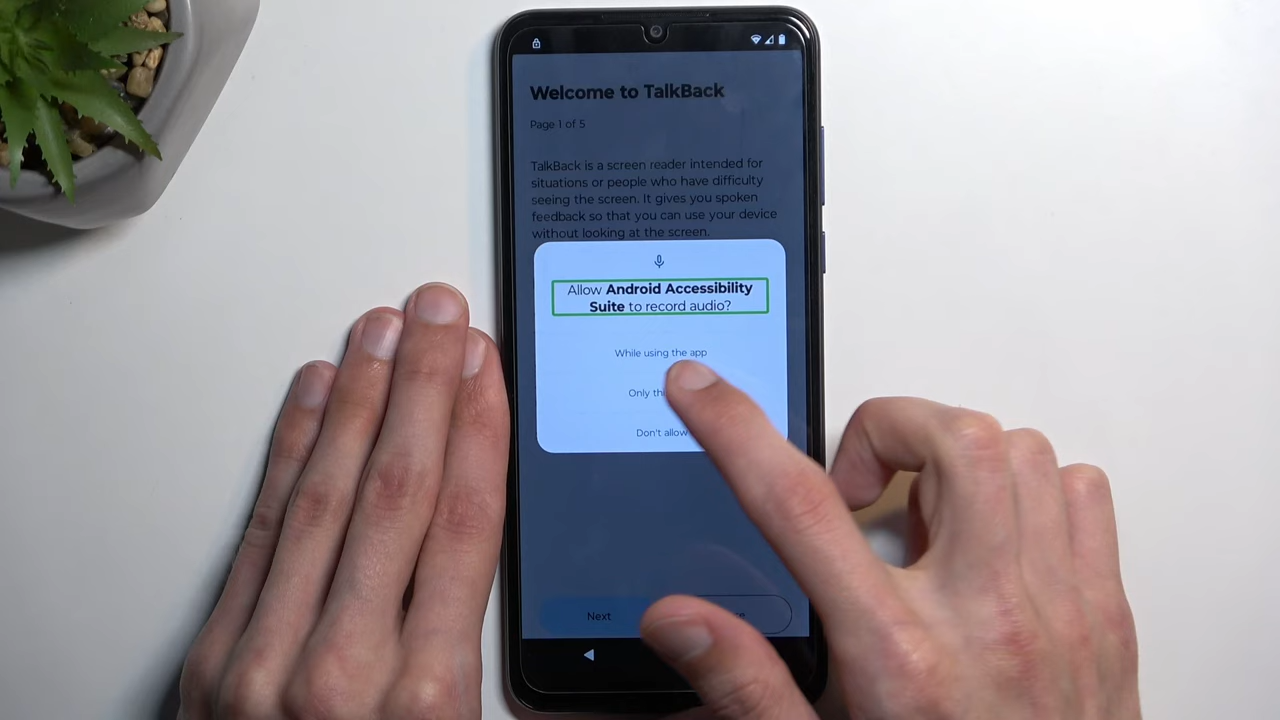 Welcome to TalkBack
Page 1 of 5
TalkBack is a screen reader intended for
situations or people who have difficulty
seeing the screen. It gives you spoken
feedback so that you can use your device
without looking at the screen.
Allow Android Accessibility
Suite to record audio?
While using the app
Only
Don't allow
Next